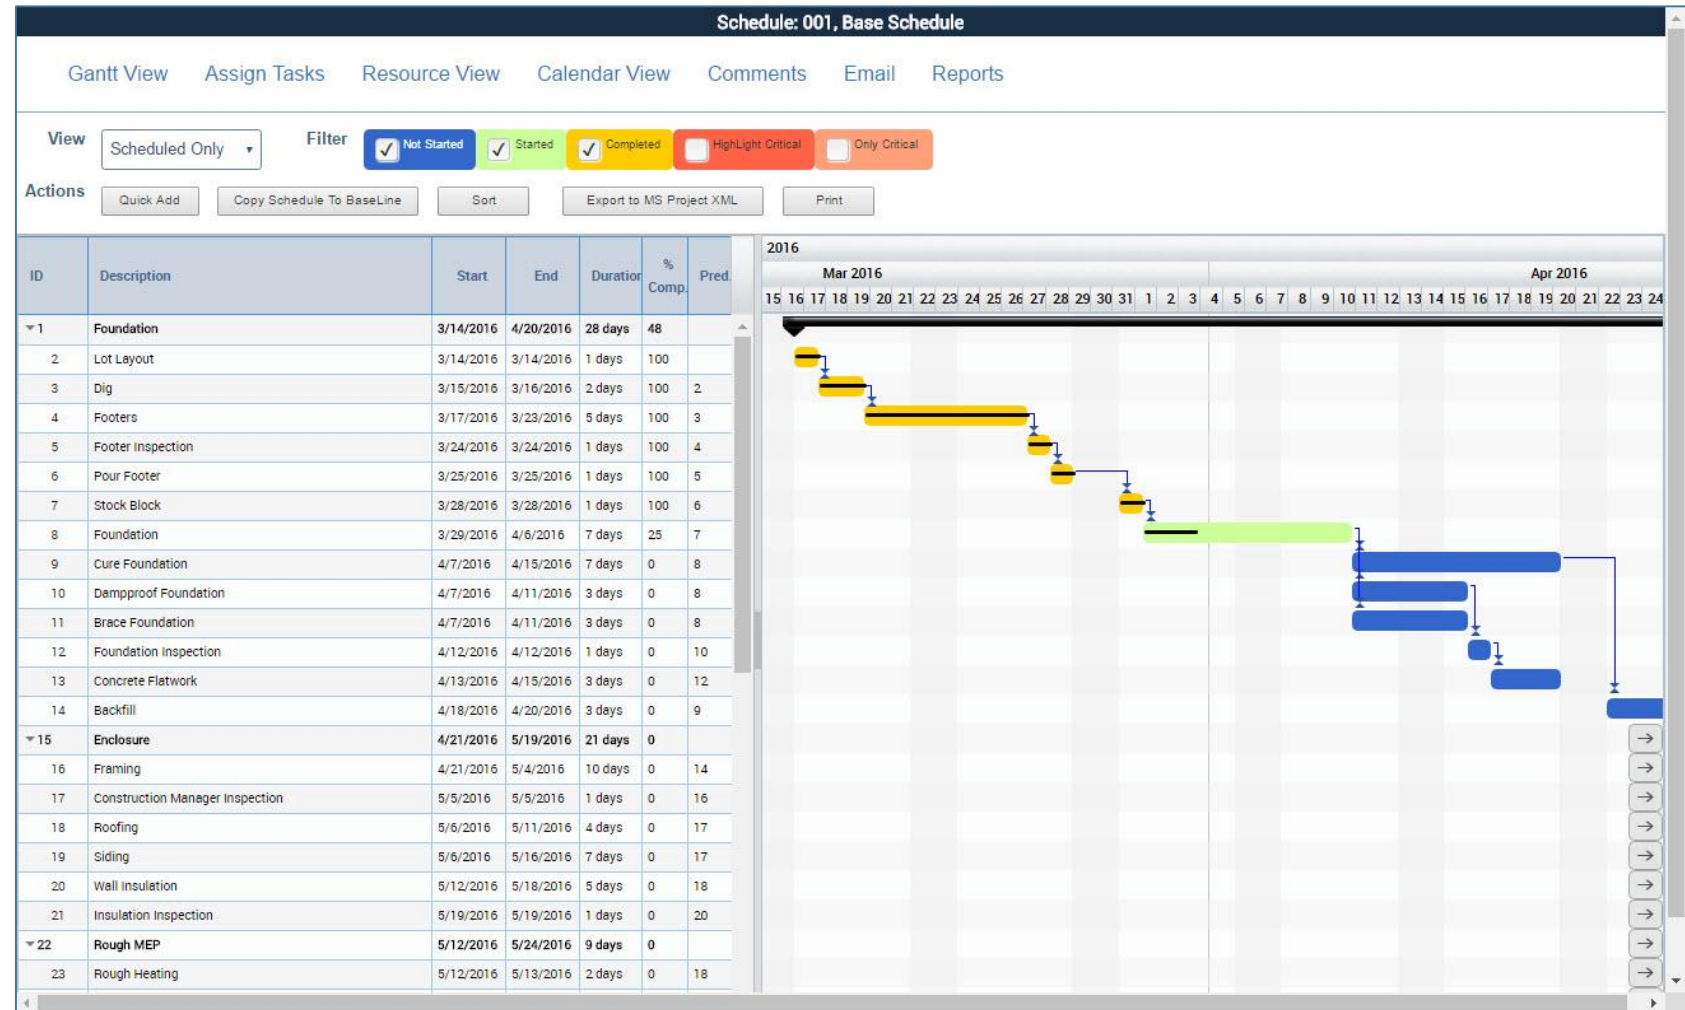 Schedule: 001, Base Schedule
Gantt View Assign Tasks Resource View Calendar View Comments Email Reports
View Scheduled Only Filter Not Started Started Completed HighLight Critical Only Critical
Actions Quick Add Copy Schedule To BaseLine Sort Export to MS Project XML Print
2016
Mar 2016 Apr 2016
ID Description Start End Duration % Comp. Pred.
15 16 17 18 19 20 21 22 23 24 25 26 27 28 29 30 31 1 2 3 4 5 6 7 8 9 10 11 12 13 14 15 16 17 18 19 20 21 22 23 24
1 Foundation 3/14/2016 4/20/2016 28 days 48
2 Lot Layout 3/14/2016 3/14/2016 1 days 100
3 Dig 3/15/2016 3/16/2016 2 days 100 2
4 Footers 3/17/2016 3/23/2016 5 days 100 3
5 Footer Inspection 3/24/2016 3/24/2016 1 days 100 4
6 Pour Footer 3/25/2016 3/25/2016 1 days 100 5
7 Stock Block 3/28/2016 3/28/2016 1 days 100 6
8 Foundation 3/29/2016 4/6/2016 7 days 25 7
9 Cure Foundation 4/7/2016 4/15/2016 7 days 0 8
10 Dampproof Foundation 4/7/2016 4/11/2016 3 days 0 8
11 Brace Foundation 4/7/2016 4/11/2016 3 days 0 8
12 Foundation Inspection 4/12/2016 4/12/2016 1 days 0 10
13 Concrete Flatwork 4/13/2016 4/15/2016 3 days 0 12
14 Backfill 4/18/2016 4/20/2016 3 days 0 9
15 Enclosure 4/21/2016 5/19/2016 21 days 0
16 Framing 4/21/2016 5/4/2016 10 days 0 14
17 Construction Manager Inspection 5/5/2016 5/5/2016 1 days 0 16
18 Roofing 5/6/2016 5/11/2016 4 days 0 17
19 Siding 5/6/2016 5/16/2016 7 days 0 17
20 Wall Insulation 5/12/2016 5/18/2016 5 days 0 18
21 Insulation Inspection 5/19/2016 5/19/2016 1 days 0 20
22 Rough MEP 5/12/2016 5/24/2016 9 days 0
23 Rough Heating 5/12/2016 5/13/2016 2 days 0 18